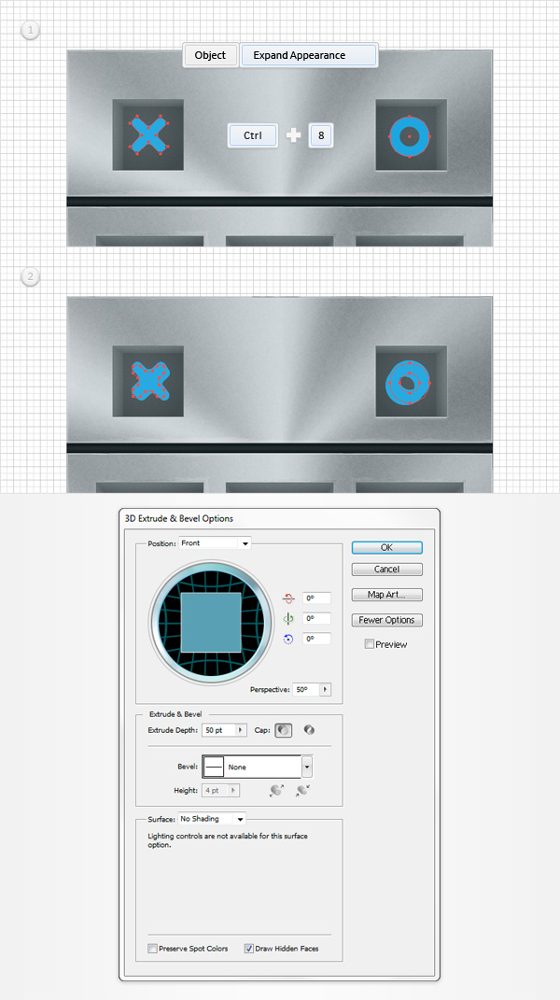 1
Object
Expand Appearance
Ctrl
8
2
3D Extrude & Bevel Options
Position: Front
OK
Cancel
Map Art...
Fewer Options
Preview
0°
0°
0°
Perspective: 50°
Extrude & Bevel
Extrude Depth: 50 pt Cap:
Bevel: None
Height: 4 pt
Surface: No Shading
Lighting controls are not available for this surface
option.
Preserve Spot Colors Draw Hidden Faces